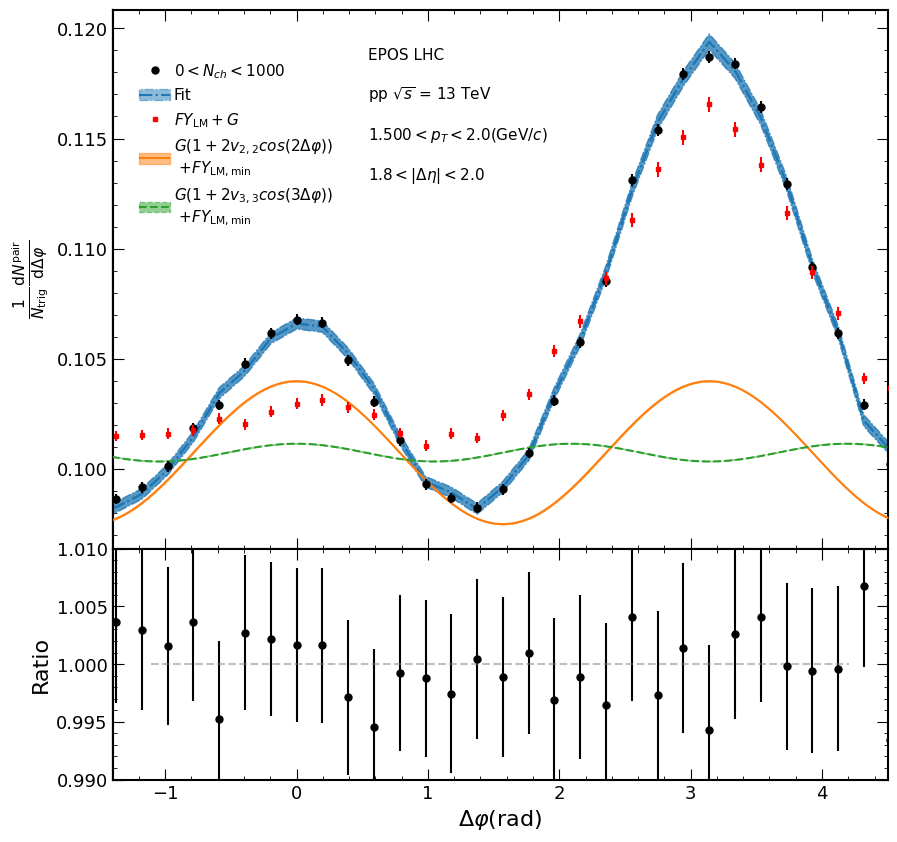 0.120
0.115
0.110
0.105
0.100
1/N_trig dN^pair/dΔφ
0 < N_ch < 1000
Fit
FY_LM + G
G(1 + 2v_2,2 cos(2Δφ))
+FY_LM,min
G(1 + 2v_3,3 cos(3Δφ))
+FY_LM,min
EPOS LHC
pp √s = 13 TeV
1.500 < p_T < 2.0(GeV/c)
1.8 < |Δη| < 2.0
1.010
1.005
1.000
0.995
0.990
Ratio
−1 0 1 2 3 4
Δφ(rad)